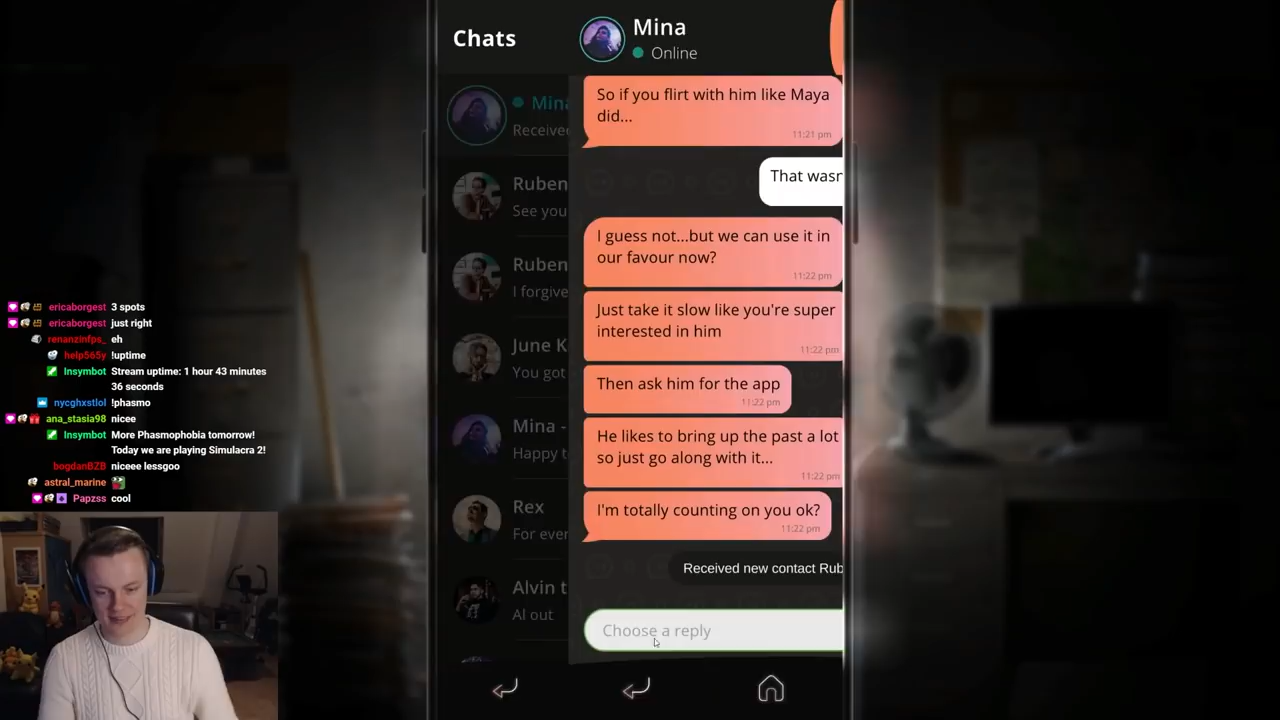 Chats
Mina
Online
So if you flirt with him like Maya
did...
11:21 pm
That wasn
I guess not...but we can use it in
our favour now?
11:22 pm
Just take it slow like you're super
interested in him
11:22 pm
Then ask him for the app
11:22 pm
He likes to bring up the past a lot
so just go along with it...
11:22 pm
I'm totally counting on you ok?
11:22 pm
Received new contact Rub
Choose a reply
Mina
Received
Ruben
See you
Ruben
I forgive
June K
You got
Mina -
Happy t
Rex
For ever
Alvin t
Al out
ericaborgest 3 spots
ericaborgest just right
renanzinfps_ eh
help565y !uptime
Insymbot Stream uptime: 1 hour 43 minutes
36 seconds
nycghxstlol !phasmo
ana_stasia98 nicee
Insymbot More Phasmophobia tomorrow!
Today we are playing Simulacra 2!
bogdanBZB niceee lessgoo
astral_marine
Papzss cool